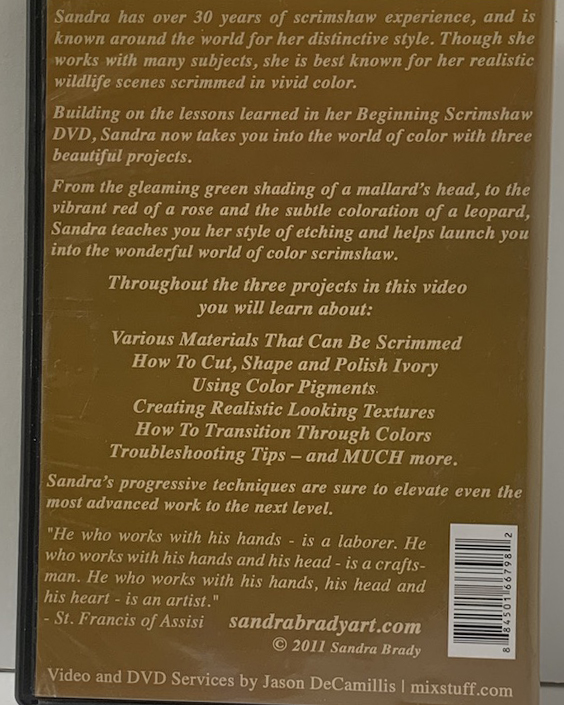 Sandra has over 30 years of scrimshaw experience, and is
known around the world for her distinctive style. Though she
works with many subjects, she is best known for her realistic
wildlife scenes scrimmed in vivid color.
Building on the lessons learned in her Beginning Scrimshaw
DVD, Sandra now takes you into the world of color with three
beautiful projects.
From the gleaming green shading of a mallard's head, to the
vibrant red of a rose and the subtle coloration of a leopard,
Sandra teaches you her style of etching and helps launch you
into the wonderful world of color scrimshaw.
Throughout the three projects in this video
you will learn about:
Various Materials That Can Be Scrimmed
How To Cut, Shape and Polish Ivory
Using Color Pigments
Creating Realistic Looking Textures
How To Transition Through Colors
Troubleshooting Tips – and MUCH more.
Sandra's progressive techniques are sure to elevate even the
most advanced work to the next level.
"He who works with his hands - is a laborer. He
who works with his hands and his head - is a crafts-
man. He who works with his hands, his head and
his heart - is an artist."
- St. Francis of Assisi
sandrabradyart.com
© 2011 Sandra Brady
8 84501 66798 2
Video and DVD Services by Jason DeCamillis | mixstuff.com